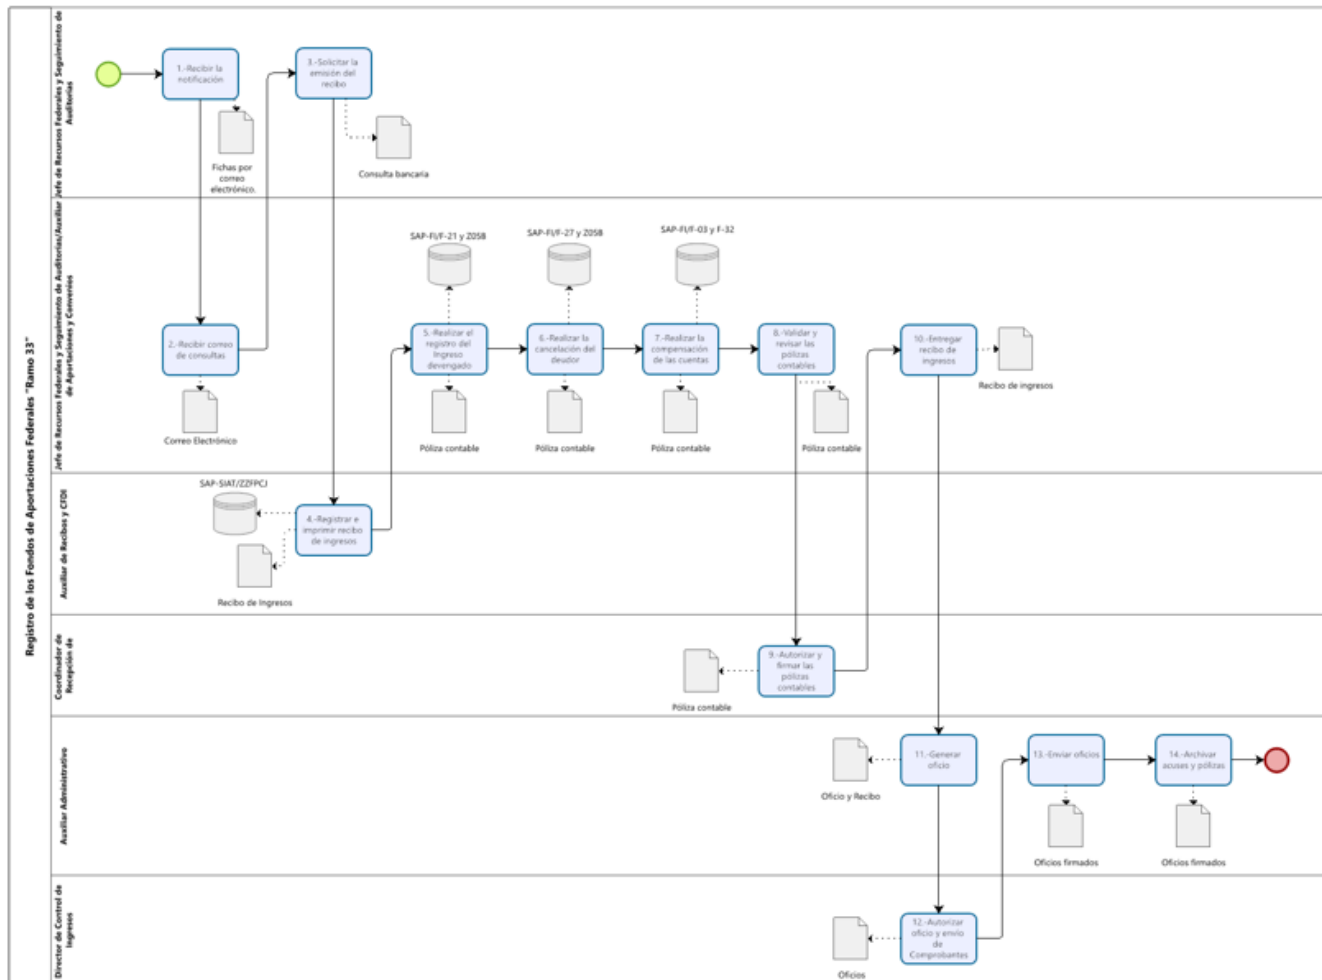 Registro de los Fondos de Aportaciones Federales "Ramo 33"
Jefe de Recursos Federales y Seguimiento de
Auditorias
1.-Recibir la
notificación
Fichas por
correo
electrónico.
3.-Solicitar la
emisión del
recibo
Consulta bancaria
Jefe de Recursos Federales y Seguimiento de Auditorias/Auxiliar
de Aportaciones y Convenios
2.-Recibir correo
de consultas
Correo Electrónico
SAP-FI/F-21 y Z05B
5.-Realizar el
registro del
Ingreso
devengado
Póliza contable
SAP-FI/F-27 y Z05B
6.-Realizar la
cancelación del
deudor
Póliza contable
SAP-FI/F-03 y F-32
7.-Realizar la
compensación
de las cuentas
Póliza contable
8.-Validar y
revisar las
pólizas
contables
Póliza contable
10.-Entregar
recibo de
ingresos
Recibo de ingresos
Auxiliar de Recibos y CFDI
SAP-SIAT/ZZFPCJ
4.-Registrar e
imprimir recibo
de ingresos
Recibo de Ingresos
Coordinador de
Recepción de
9.-Autorizar y
firmar las
pólizas
contables
Póliza contable
Auxiliar Administrativo
11.-Generar
oficio
Oficio y Recibo
13.-Enviar oficios
Oficios firmados
14.-Archivar
acuses y pólizas
Oficios firmados
Director de Control de
Ingresos
12.-Autorizar
oficio y envío
de
Comprobantes
Oficios